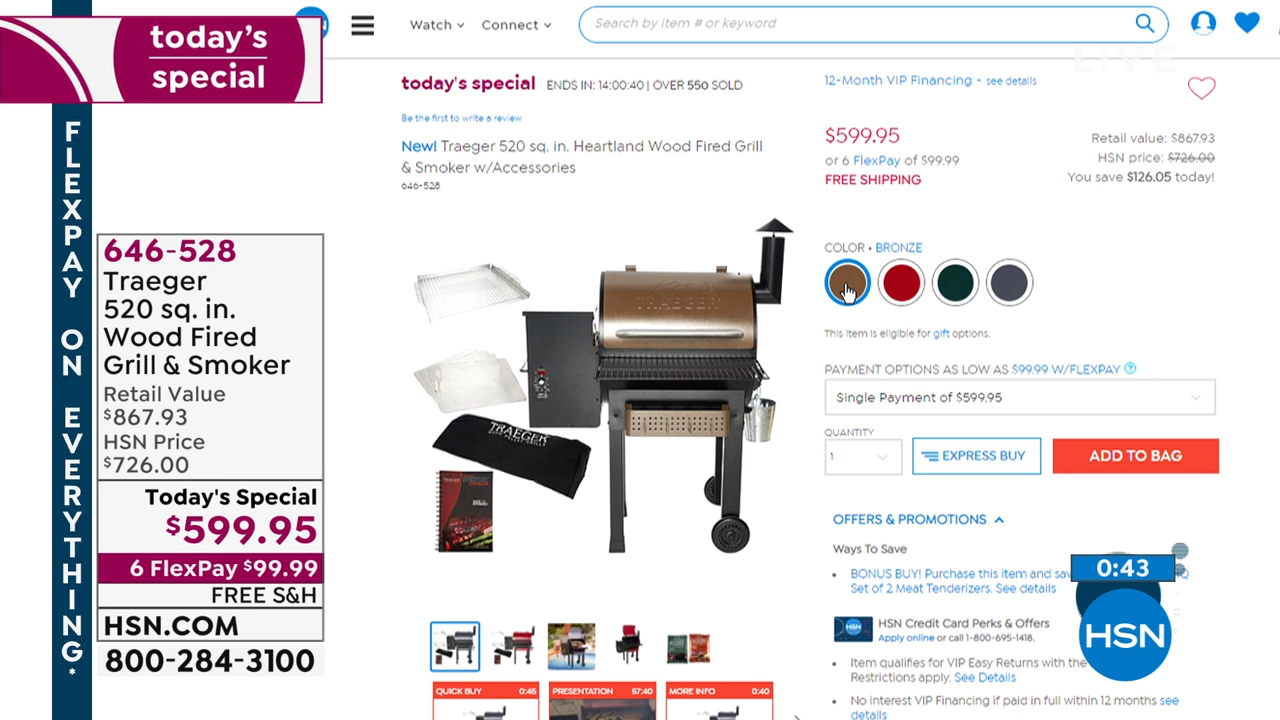 today's
special
FLEXPAY ON EVERYTHING.*
646-528
Traeger
520 sq. in.
Wood Fired
Grill & Smoker
Retail Value
$867.93
HSN Price
$726.00
Today's Special
$599.95
6 FlexPay $99.99
FREE S&H
HSN.COM
800-284-3100
Watch
Connect
Search by item # or keyword
LIVE
today's special ENDS IN: 14:00:40 | OVER 550 SOLD
Be the first to write a review
New! Traeger 520 sq. in. Heartland Wood Fired Grill
& Smoker w/Accessories
646-528
TRAEGER
TRAEGER
QUICK BUY 0:45
PRESENTATION 57:40
MORE INFO 0:40
12-Month VIP Financing - see details
$599.95
or 6 FlexPay of $99.99
FREE SHIPPING
Retail value: $867.93
HSN price: $726.00
You save $126.05 today!
COLOR • BRONZE
This item is eligible for gift options.
PAYMENT OPTIONS AS LOW AS $99.99 W/FLEXPAY ?
Single Payment of $599.95
QUANTITY
1
EXPRESS BUY
ADD TO BAG
OFFERS & PROMOTIONS
Ways To Save
• BONUS BUY! Purchase this item and sav
Set of 2 Meat Tenderizers. See details
HSN
HSN Credit Card Perks & Offers
Apply online or call 1-800-695-1418.
• Item qualifies for VIP Easy Returns with the
Restrictions apply. See Details
• No interest VIP Financing if paid in full within 12 months see
details
0:43
HSN